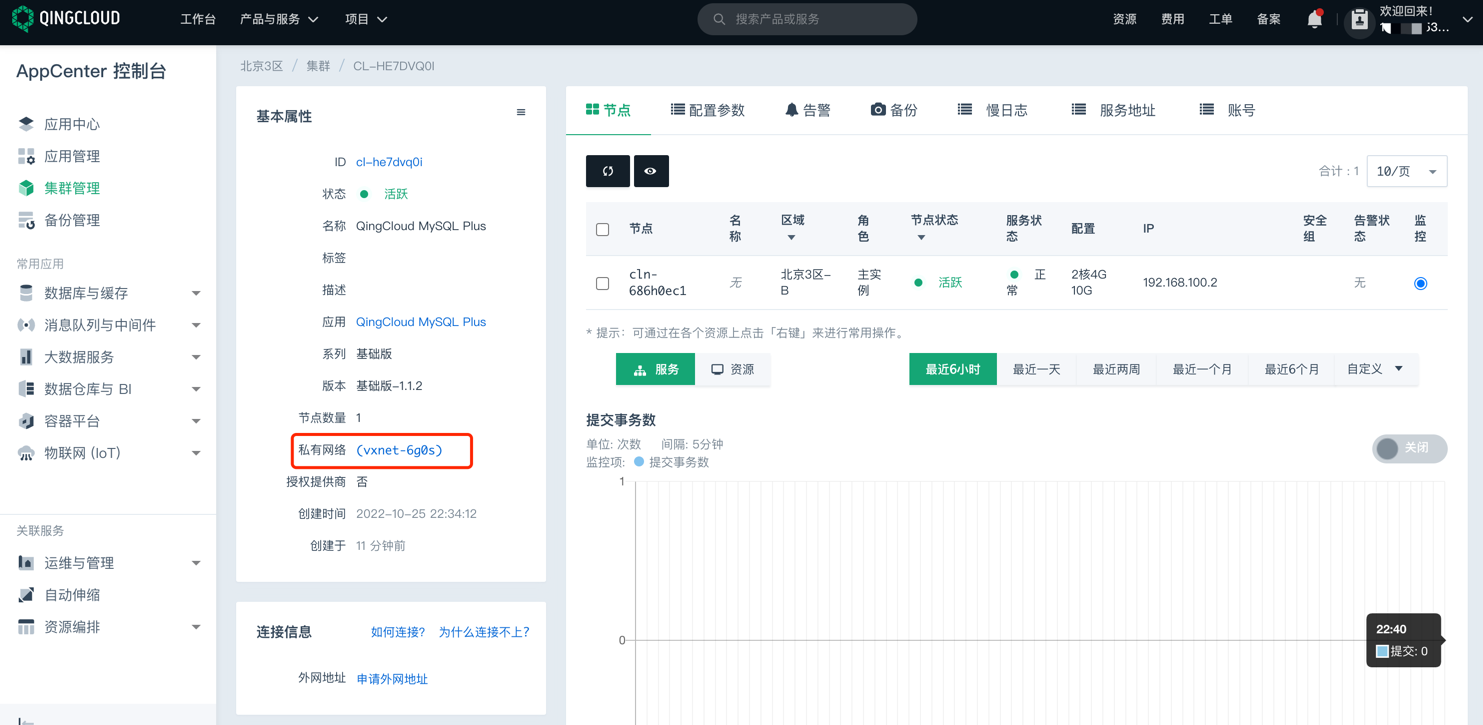 QINGCLOUD
工作台
产品与服务
项目
搜索产品或服务
资源
费用
工单
备案
欢迎回来!
53...
AppCenter 控制台
应用中心
应用管理
集群管理
备份管理
常用应用
数据库与缓存
消息队列与中间件
大数据服务
数据仓库与 BI
容器平台
物联网 (IoT)
关联服务
运维与管理
自动伸缩
资源编排
北京3区 / 集群 / CL-HE7DVQ0I
基本属性
ID cl-he7dvq0i
状态 活跃
名称 QingCloud MySQL Plus
标签
描述
应用 QingCloud MySQL Plus
系列 基础版
版本 基础版-1.1.2
节点数量 1
私有网络 (vxnet-6g0s)
授权提供商 否
创建时间 2022-10-25 22:34:12
创建于 11 分钟前
连接信息 如何连接? 为什么连接不上?
外网地址 申请外网地址
节点
配置参数
告警
备份
慢日志
服务地址
账号
合计：1 10/页
节点
名称
区域
角色
节点状态
服务状态
配置
IP
安全组
告警状态
监控
cln-686h0ec1
无
北京3区-B
主实例
活跃
正常
2核4G
10G
192.168.100.2
无
* 提示：可通过在各个资源上点击「右键」来进行常用操作。
服务 资源
最近6小时 最近一天 最近两周 最近一个月 最近6个月 自定义
提交事务数
单位: 次数 间隔: 5分钟
监控项: 提交事务数
关闭
1
0
22:40
提交: 0